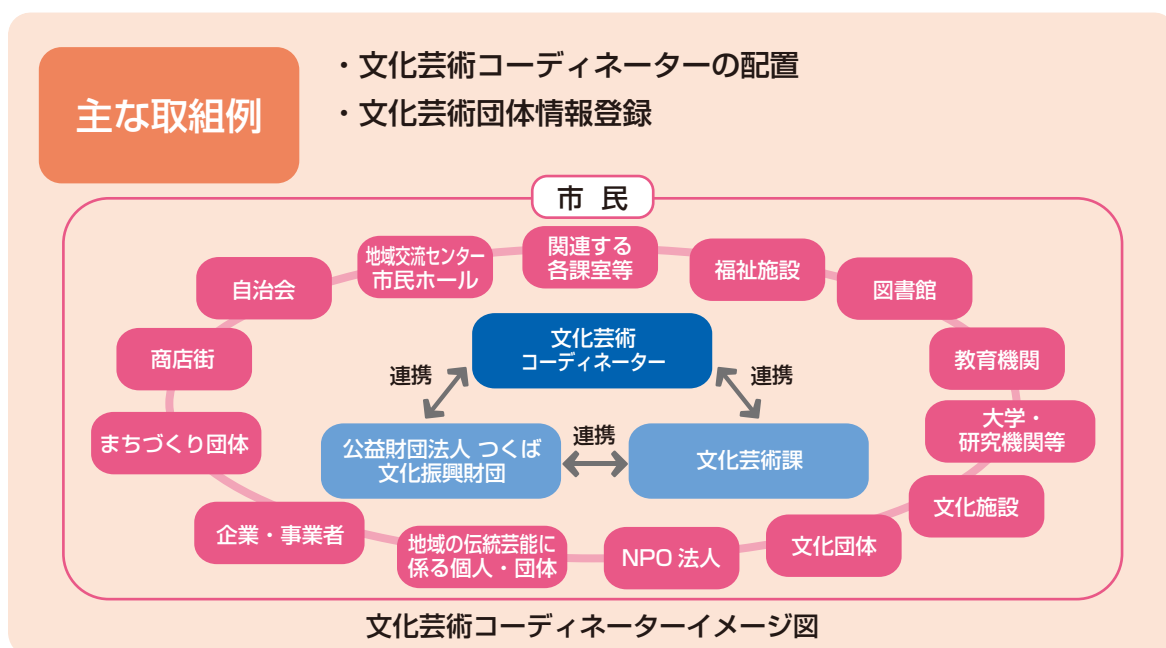 主な取組例
・文化芸術コーディネーターの配置
・文化芸術団体情報登録
市 民
関連する
各課室等
地域交流センター
市民ホール
福祉施設
自治会
図書館
商店街
教育機関
まちづくり団体
大学・
研究機関等
企業・事業者
文化施設
地域の伝統芸能に
係る個人・団体
NPO 法人
文化団体
文化芸術
コーディネーター
連携
連携
公益財団法人 つくば
文化振興財団
連携
文化芸術課
文化芸術コーディネーターイメージ図